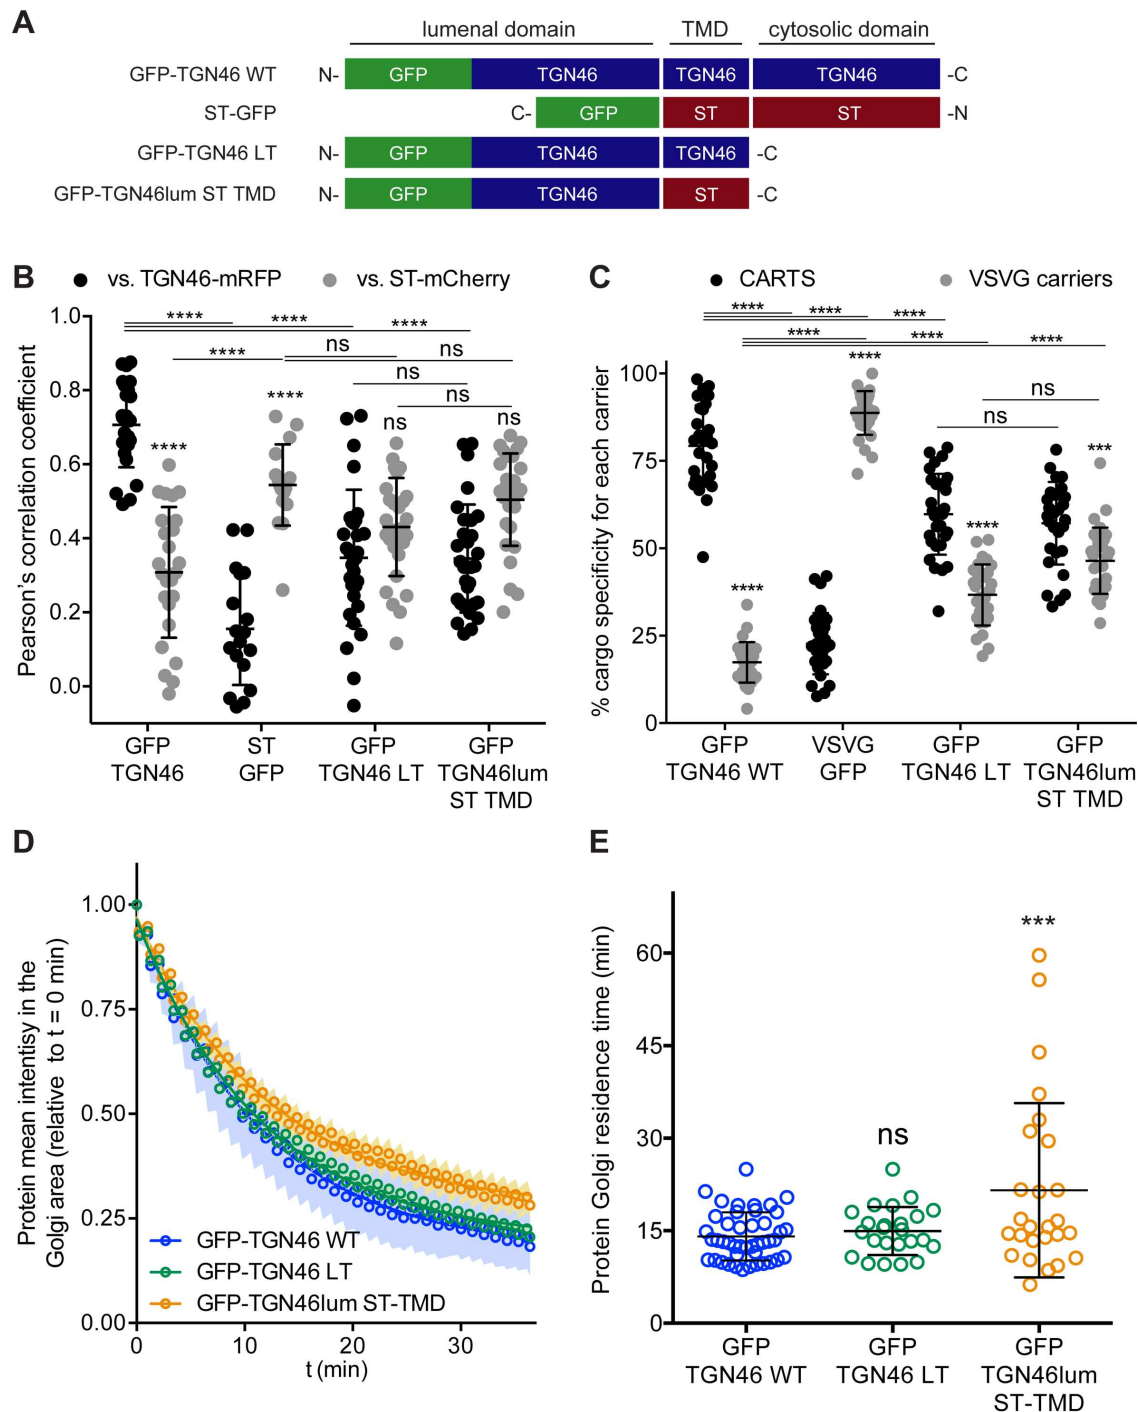 A
lumenal domain TMD cytosolic domain
GFP-TGN46 WT N- GFP TGN46 TGN46 TGN46 -C
ST-GFP C- GFP ST ST -N
GFP-TGN46 LT N- GFP TGN46 TGN46 -C
GFP-TGN46lum ST TMD N- GFP TGN46 ST -C
B
vs. TGN46-mRFP vs. ST-mCherry
Pearson's correlation coefficient
1.0
0.8
0.6
0.4
0.2
0.0
**** **** ****
**** ns ns
ns
ns
**** **** ns ns
GFP TGN46
ST GFP
GFP TGN46 LT
GFP TGN46lum ST TMD
C
CARTS VSVG carriers
% cargo specificity for each carrier
100
75
50
25
0
**** **** ****
**** **** ****
ns
ns
**** **** **** ***
GFP TGN46 WT
VSVG GFP
GFP TGN46 LT
GFP TGN46lum ST TMD
D
Protein mean intentisy in the
Golgi area (relative to t = 0 min)
1.00
0.75
0.50
0.25
0.00
GFP-TGN46 WT
GFP-TGN46 LT
GFP-TGN46lum ST-TMD
0 10 20 30
t (min)
E
Protein Golgi residence time (min)
60
45
30
15
0
ns ***
GFP TGN46 WT
GFP TGN46 LT
GFP TGN46lum ST-TMD